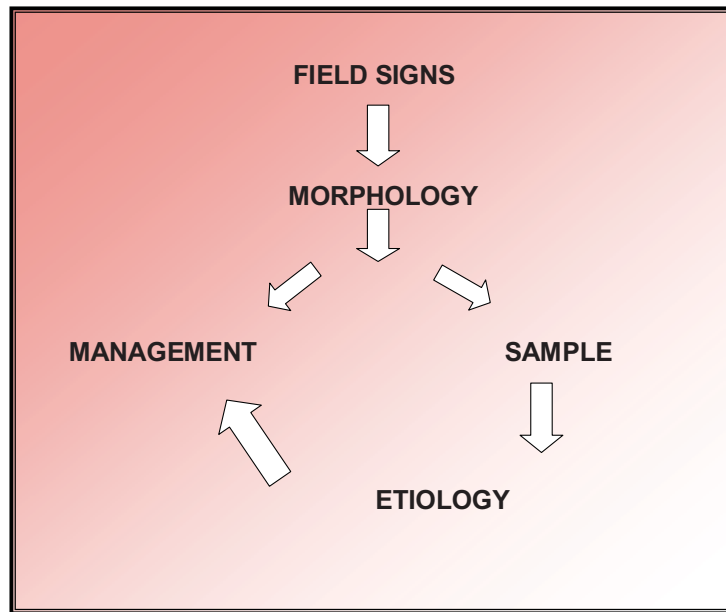 FIELD SIGNS
MORPHOLOGY
MANAGEMENT
SAMPLE
ETIOLOGY